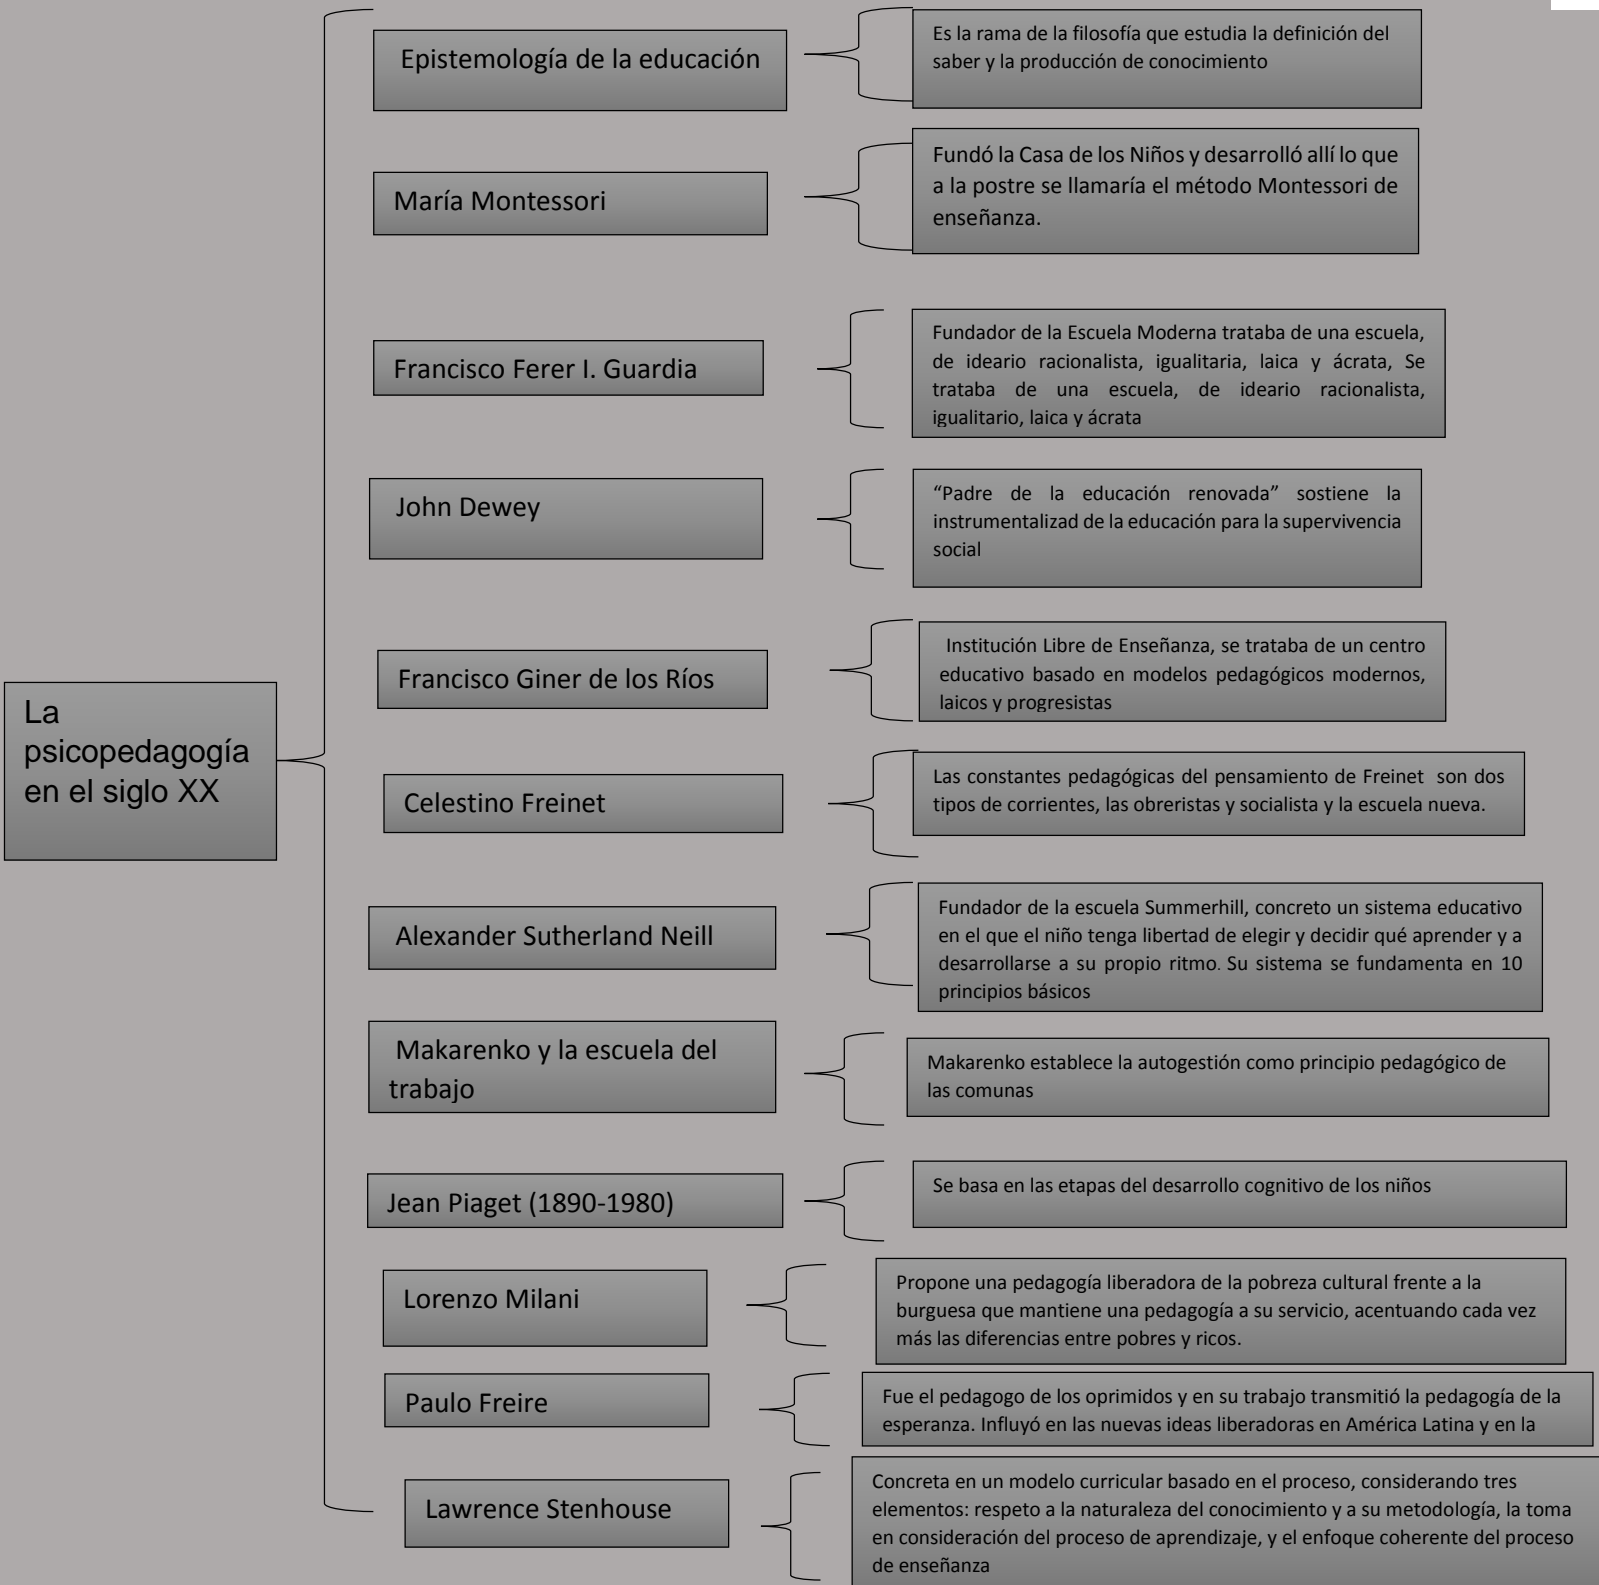 Epistemología de la educación
Es la rama de la filosofía que estudia la definición del
saber y la producción de conocimiento
María Montessori
Fundó la Casa de los Niños y desarrolló allí lo que
a la postre se llamaría el método Montessori de
enseñanza.
Francisco Ferer I. Guardia
Fundador de la Escuela Moderna trataba de una escuela,
de ideario racionalista, igualitaria, laica y ácrata, Se
trataba de una escuela, de ideario racionalista,
igualitario, laica y ácrata
John Dewey
“Padre de la educación renovada” sostiene la
instrumentalizad de la educación para la supervivencia
social
La
psicopedagogía
en el siglo XX
Francisco Giner de los Ríos
Institución Libre de Enseñanza, se trataba de un centro
educativo basado en modelos pedagógicos modernos,
laicos y progresistas
Celestino Freinet
Las constantes pedagógicas del pensamiento de Freinet son dos
tipos de corrientes, las obreristas y socialista y la escuela nueva.
Alexander Sutherland Neill
Fundador de la escuela Summerhill, concreto un sistema educativo
en el que el niño tenga libertad de elegir y decidir qué aprender y a
desarrollarse a su propio ritmo. Su sistema se fundamenta en 10
principios básicos
Makarenko y la escuela del
trabajo
Makarenko establece la autogestión como principio pedagógico de
las comunas
Jean Piaget (1890-1980)
Se basa en las etapas del desarrollo cognitivo de los niños
Lorenzo Milani
Propone una pedagogía liberadora de la pobreza cultural frente a la
burguesa que mantiene una pedagogía a su servicio, acentuando cada vez
más las diferencias entre pobres y ricos.
Paulo Freire
Fue el pedagogo de los oprimidos y en su trabajo transmitió la pedagogía de la
esperanza. Influyó en las nuevas ideas liberadoras en América Latina y en la
Lawrence Stenhouse
Concreta en un modelo curricular basado en el proceso, considerando tres
elementos: respeto a la naturaleza del conocimiento y a su metodología, la toma
en consideración del proceso de aprendizaje, y el enfoque coherente del proceso
de enseñanza